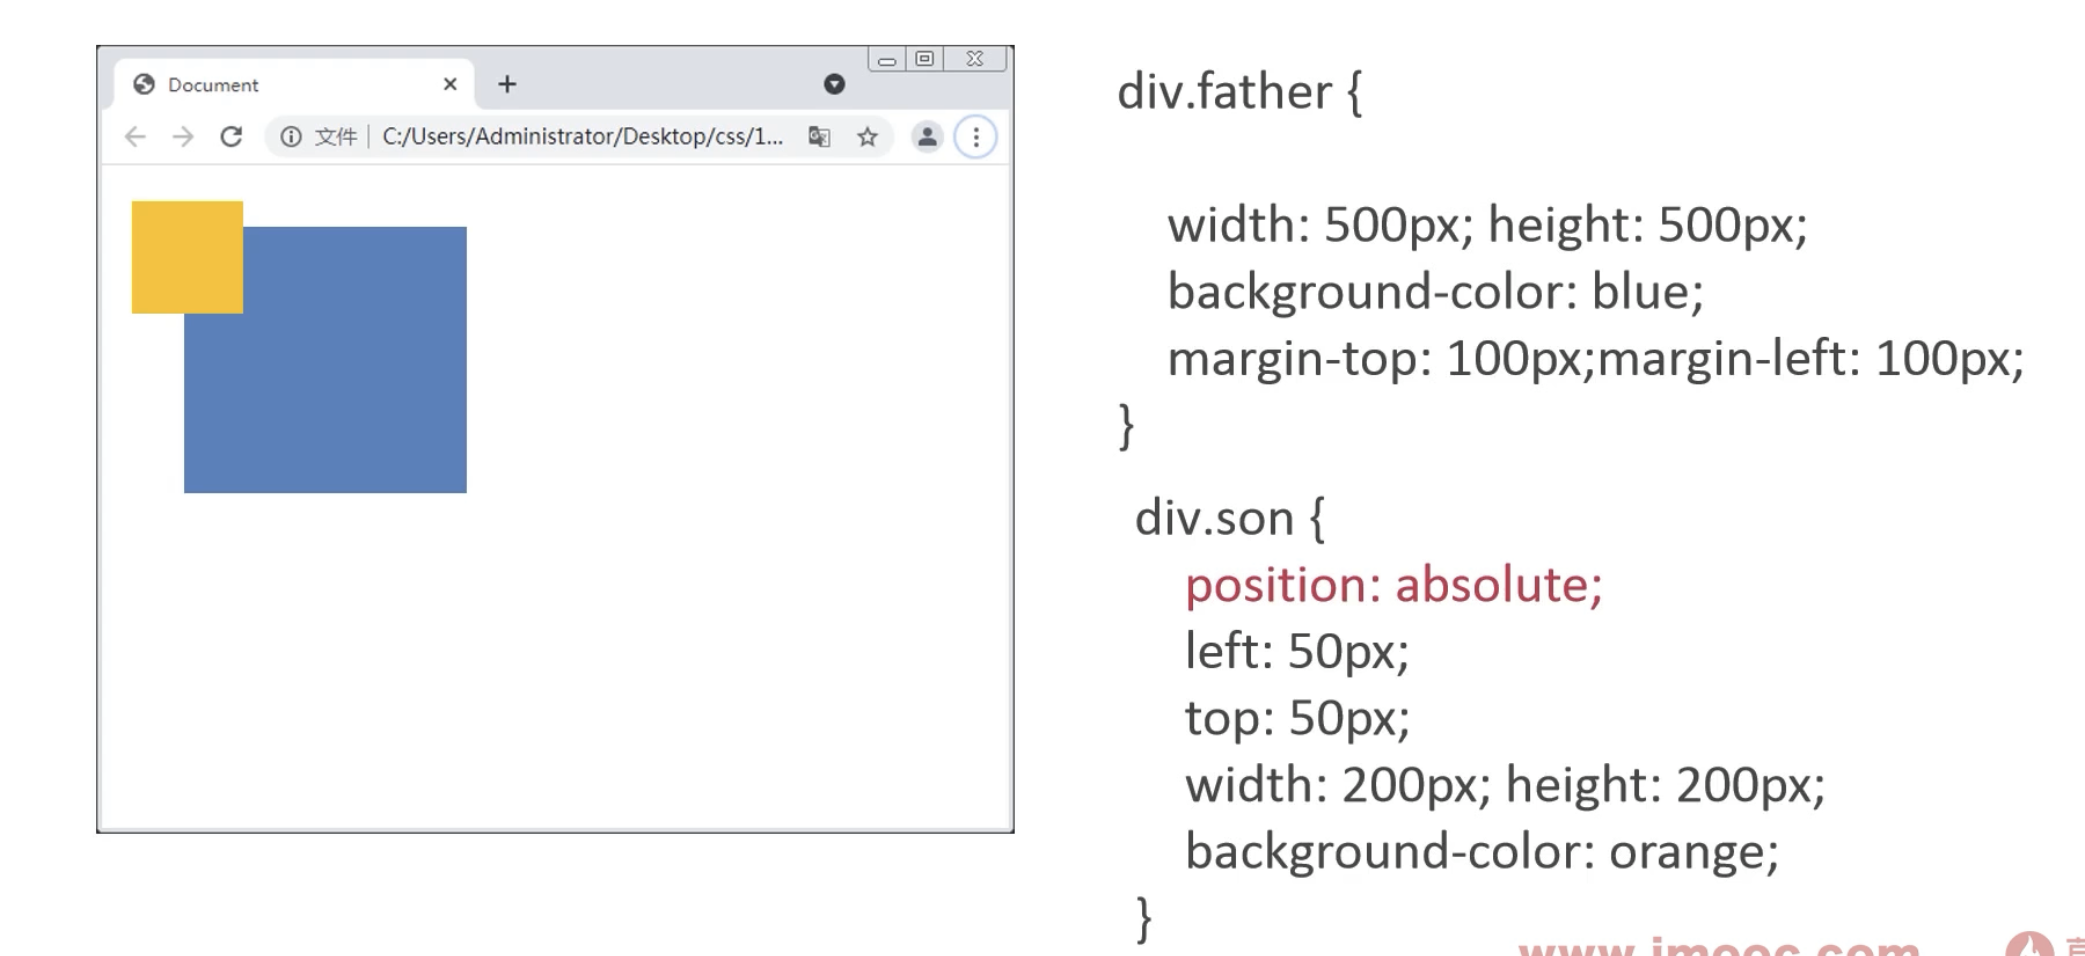 Document
文件 C:/Users/Administrator/Desktop/css/1...
div.father {
width: 500px; height: 500px;
background-color: blue;
margin-top: 100px;margin-left: 100px;
}
div.son {
position: absolute;
left: 50px;
top: 50px;
width: 200px; height: 200px;
background-color: orange;
}
www.imooc.com